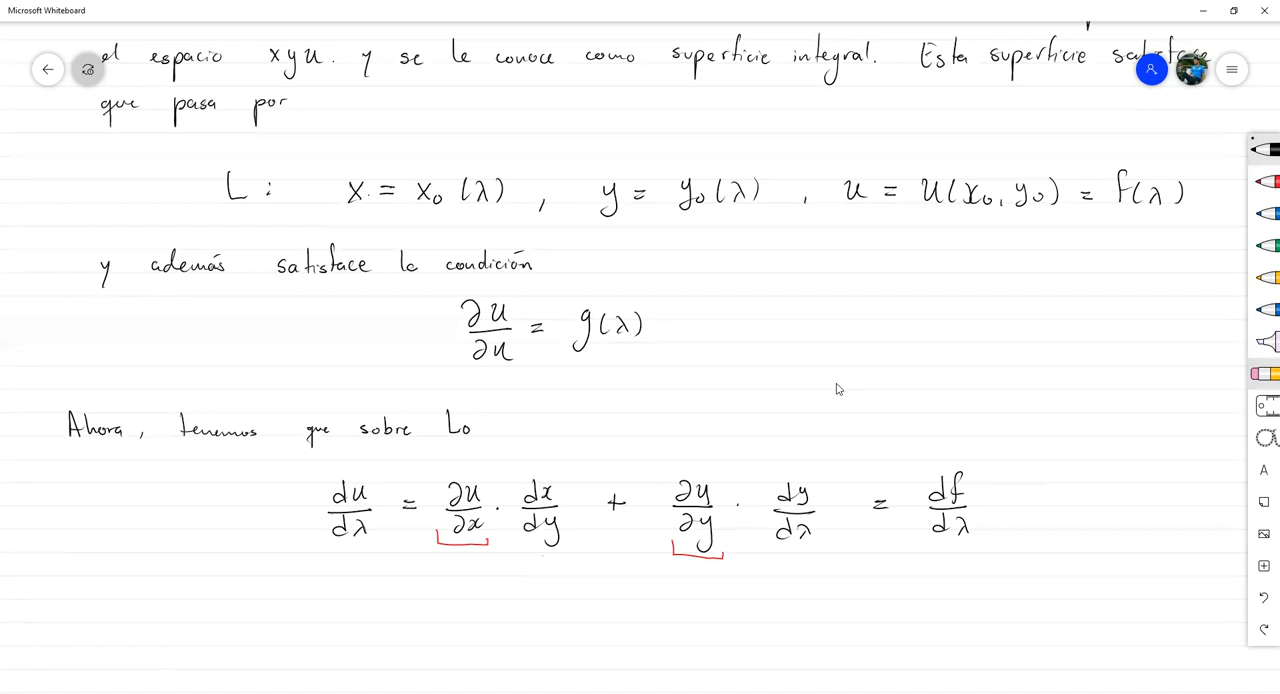 Microsoft Whiteboard
el espacio xyu. y se le conoce como superficie integral. Esta superficie satisface
que pasa por
L: x = x₀(λ), y = y₀(λ), u = u(x₀,y₀) = f(λ)
y además satisface la condición
∂u/∂n = g(λ)
Ahora, tenemos que sobre Lo
du/dλ = ∂u/∂x · dx/dy + ∂u/∂y · dy/dλ = df/dλ
A